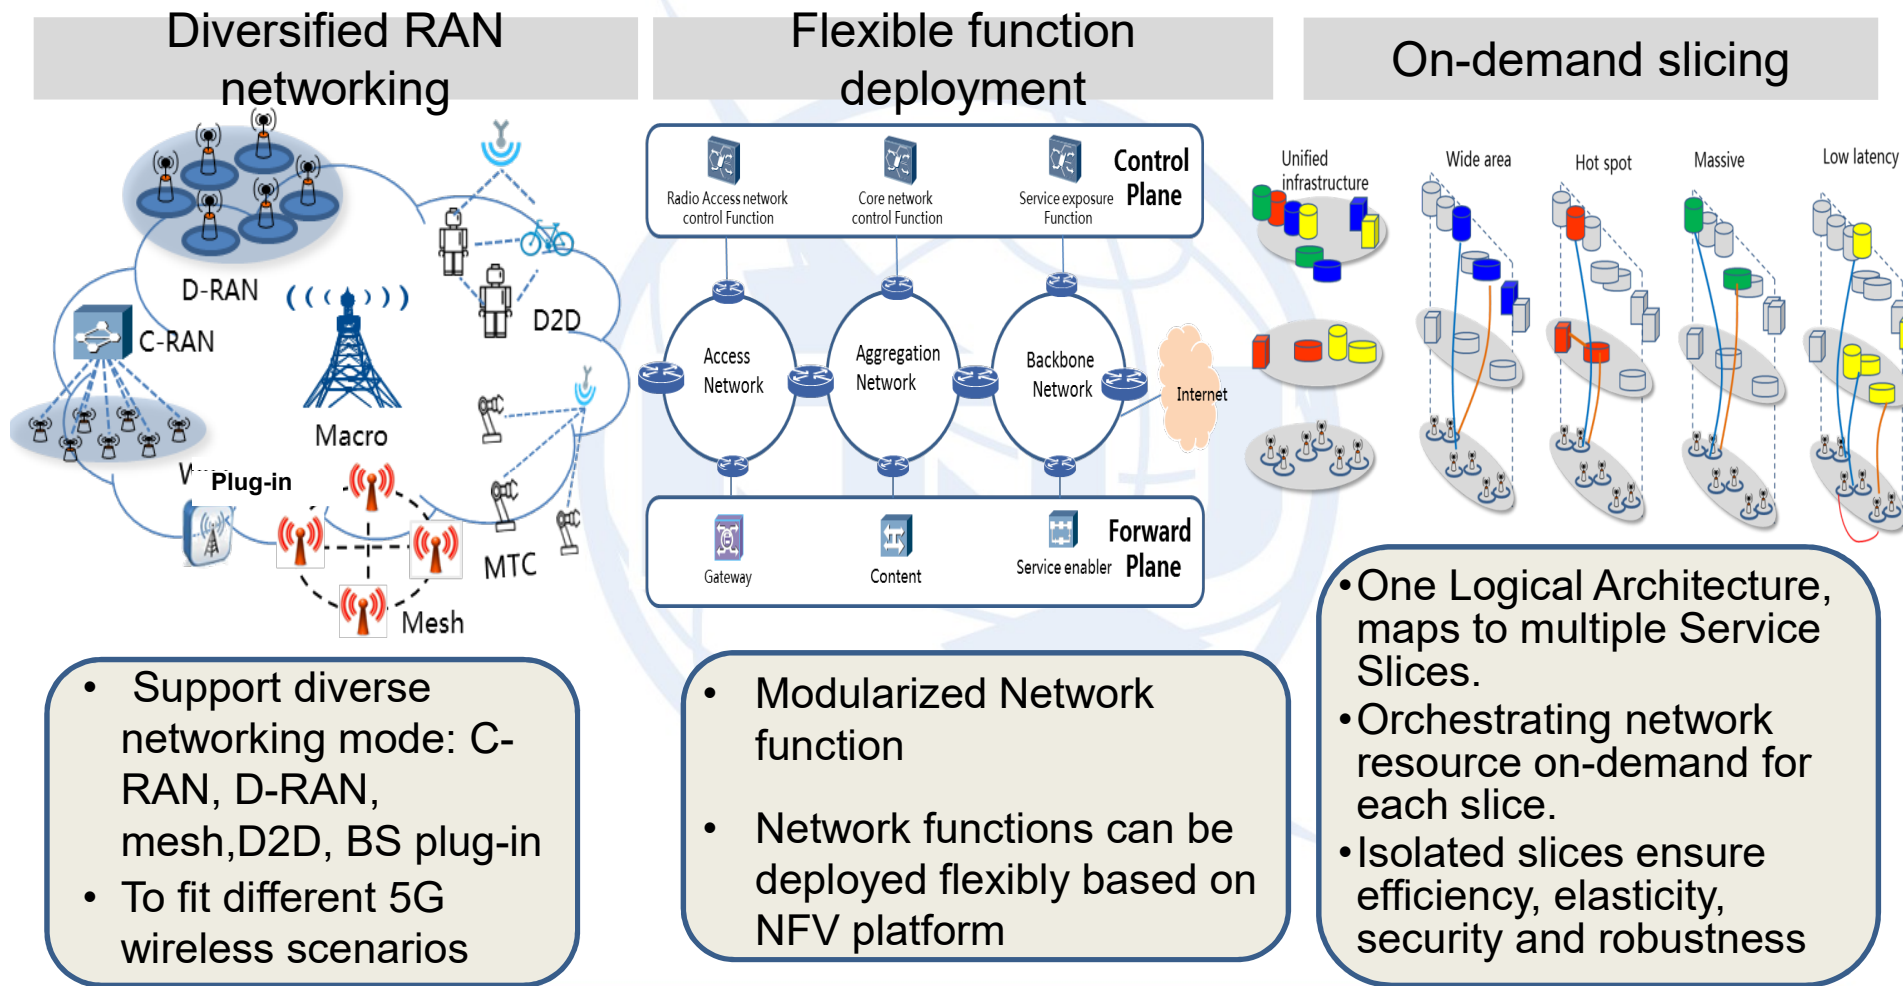 Diversified RAN
networking
Flexible function
deployment
On-demand slicing
D-RAN
C-RAN
D2D
Macro
Plug-in
MTC
Mesh
• Support diverse
networking mode: C-
RAN, D-RAN,
mesh,D2D, BS plug-in
• To fit different 5G
wireless scenarios
Radio Access network
control Function
Core network
control Function
Service exposure
Function
Control
Plane
Access
Network
Aggregation
Network
Backbone
Network
Internet
Gateway
Content
Service enabler
Forward
Plane
• Modularized Network
function
• Network functions can be
deployed flexibly based on
NFV platform
Unified
infrastructure
Wide area
Hot spot
Massive
Low latency
•One Logical Architecture,
maps to multiple Service
Slices.
•Orchestrating network
resource on-demand for
each slice.
•Isolated slices ensure
efficiency, elasticity,
security and robustness